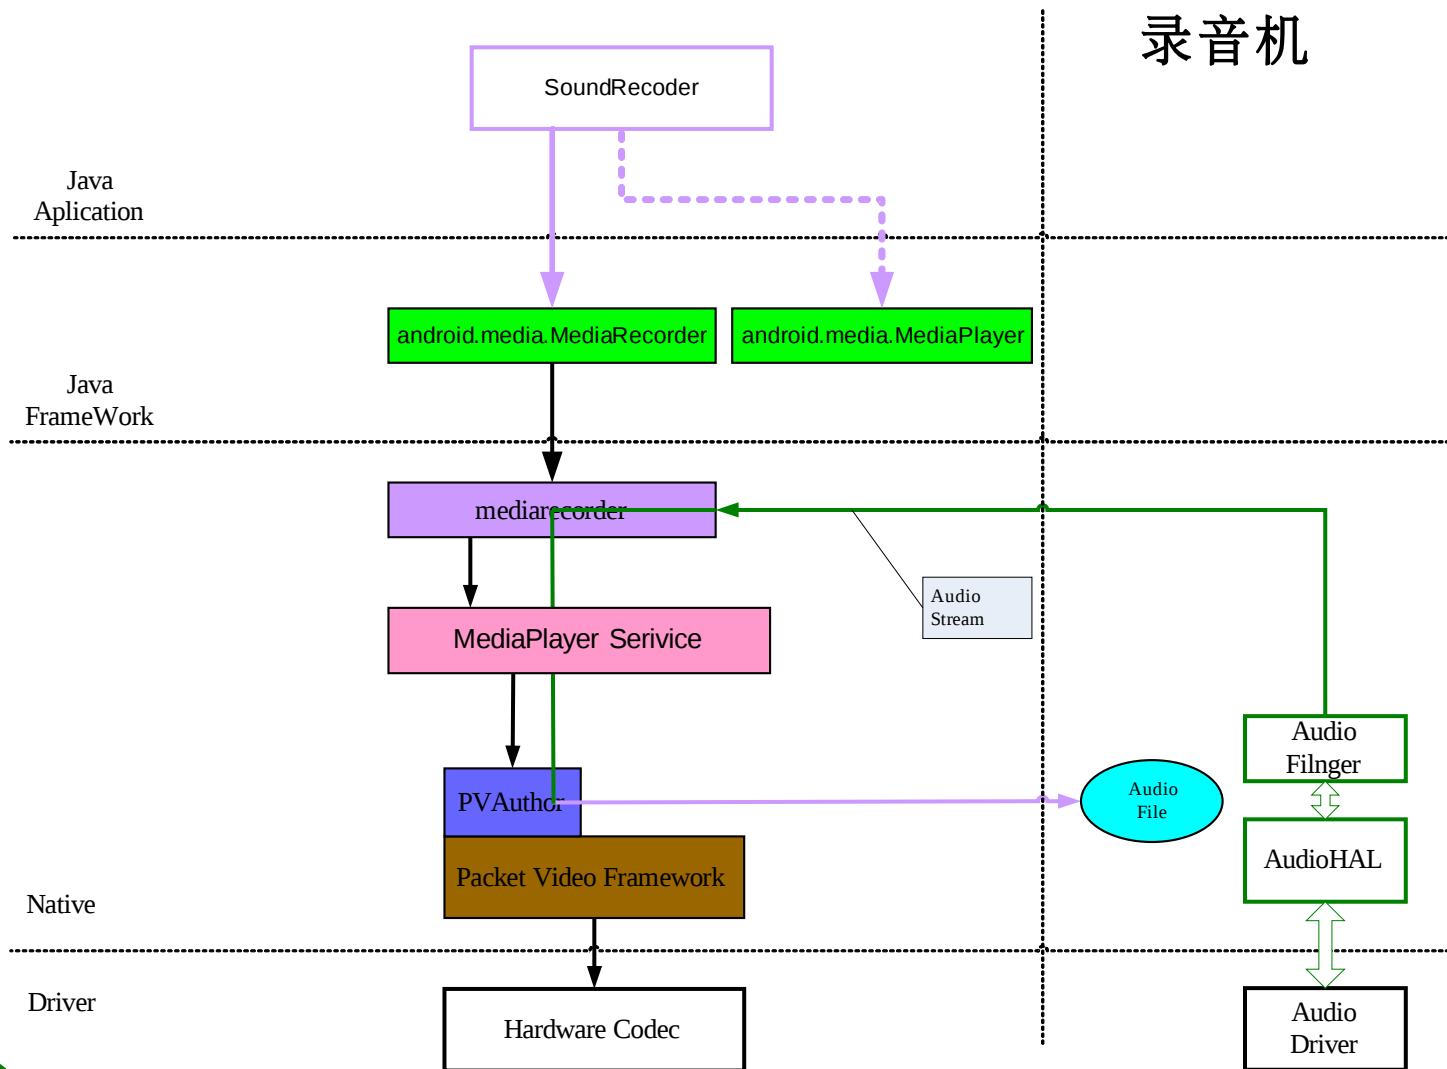 录音机
SoundRecoder
Java
Aplication
android.media.MediaRecorder
android.media.MediaPlayer
Java
FrameWork
mediarecorder
Audio
Stream
MediaPlayer Serivice
Audio
Filnger
PVAuthor
Audio
File
AudioHAL
Packet Video Framework
Native
Driver
Hardware Codec
Audio
Driver